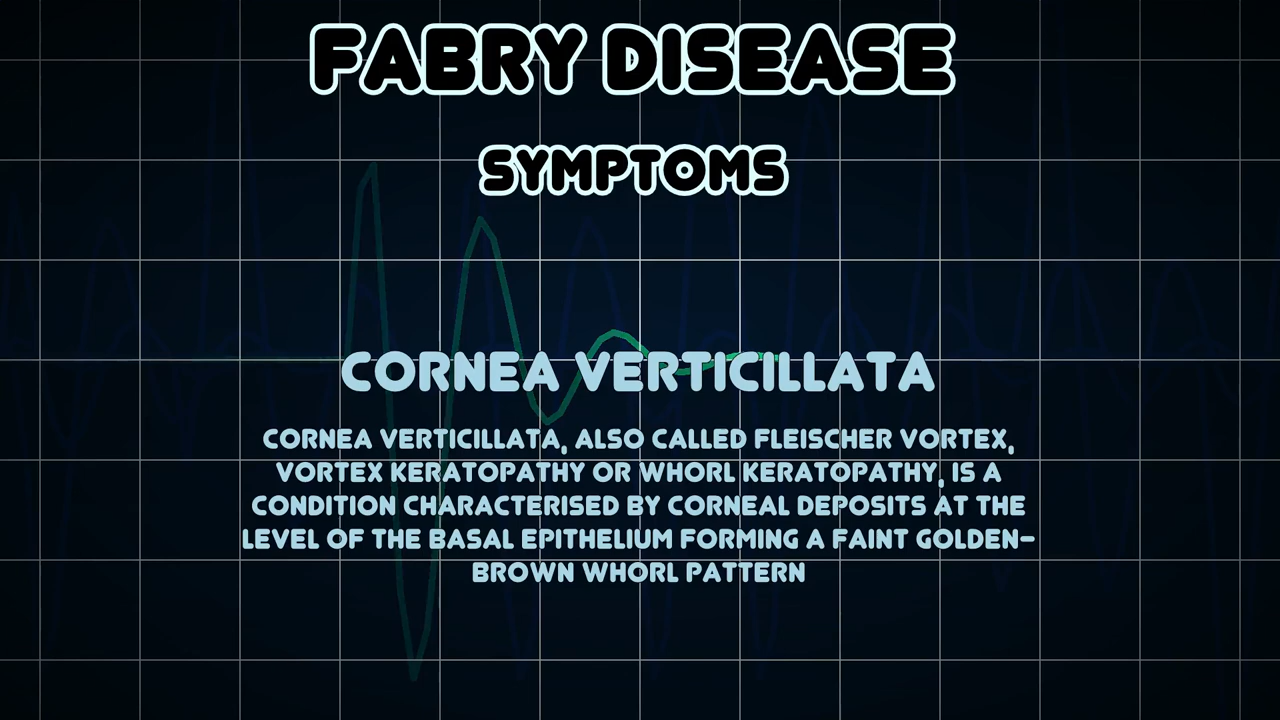 FABRY DISEASE
SYMPTOMS
CORNEA VERTICILLATA
CORNEA VERTICILLATA, ALSO CALLED FLEISCHER VORTEX,
VORTEX KERATOPATHY OR WHORL KERATOPATHY, IS A
CONDITION CHARACTERISED BY CORNEAL DEPOSITS AT THE
LEVEL OF THE BASAL EPITHELIUM FORMING A FAINT GOLDEN-
BROWN WHORL PATTERN